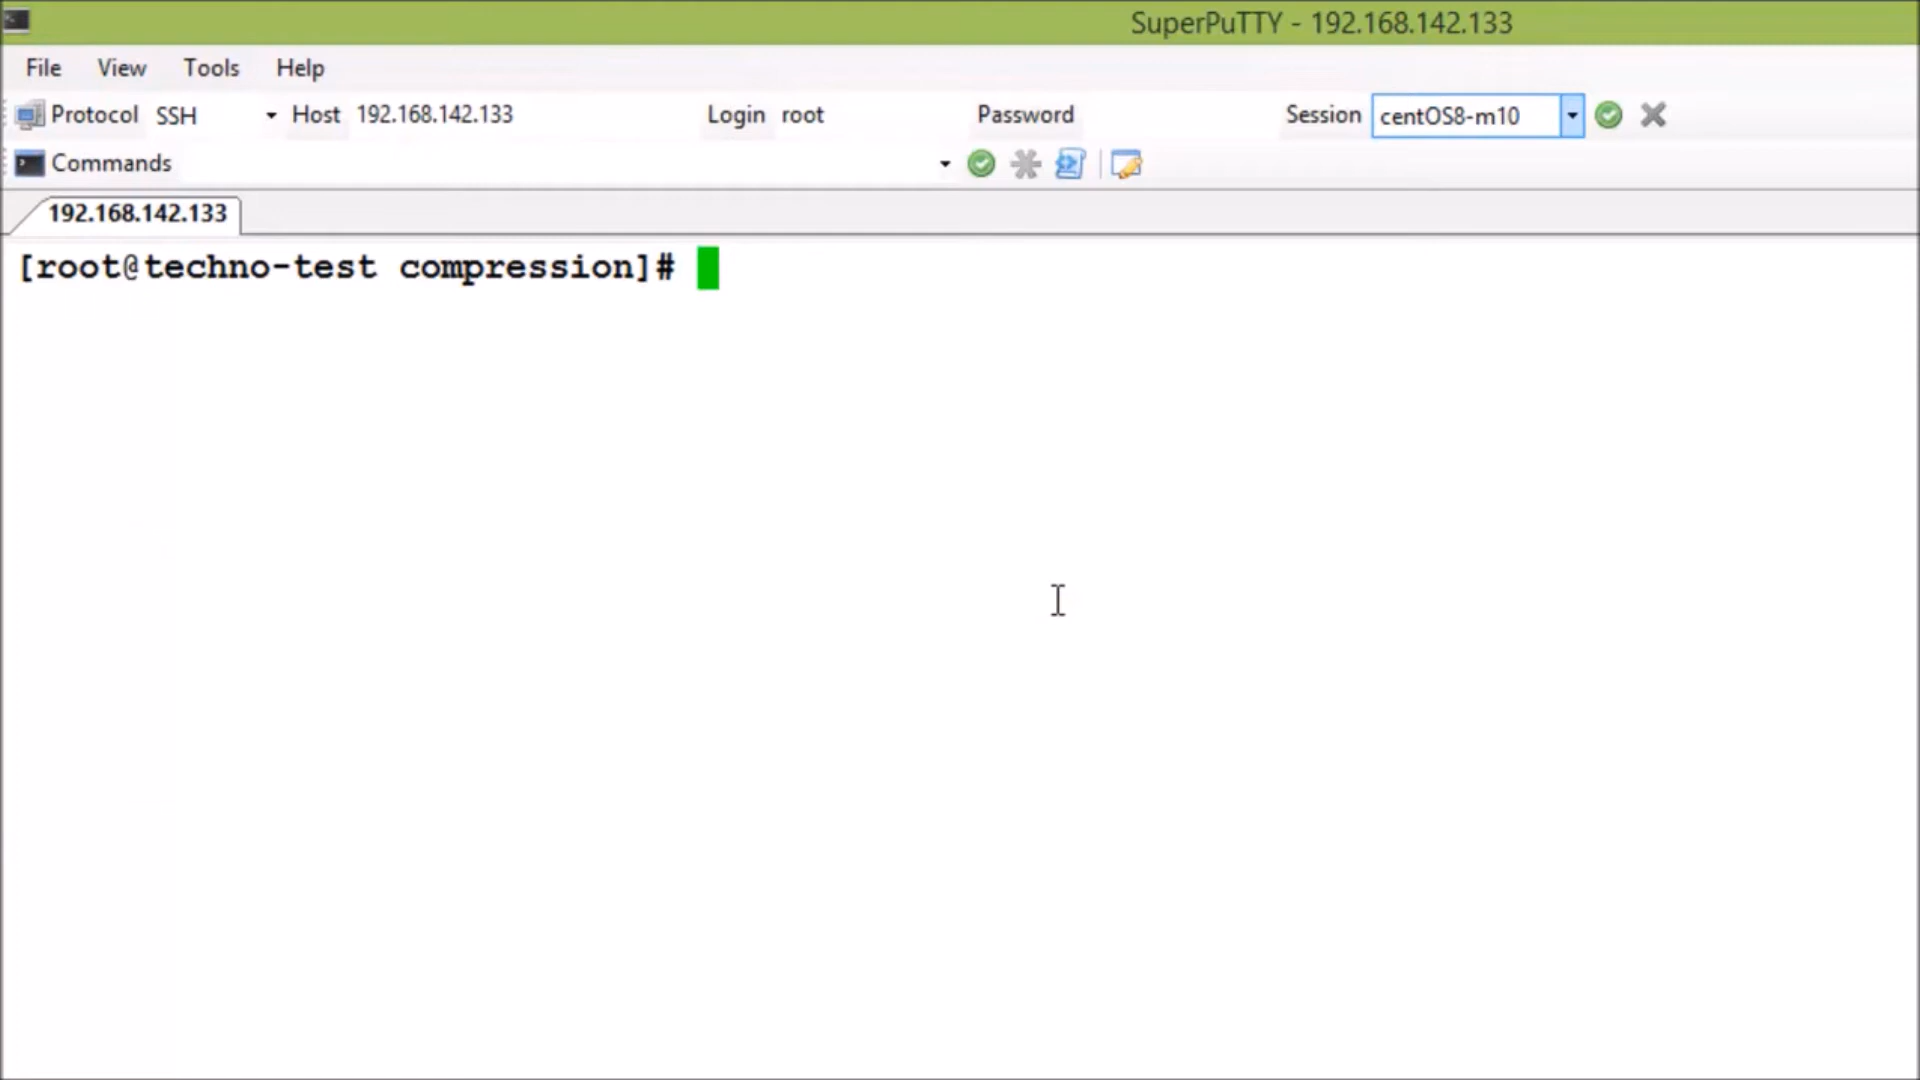 SuperPuTTY - 192.168.142.133
File View Tools Help
Protocol SSH Host 192.168.142.133 Login root Password Session centOS8-m10
Commands
192.168.142.133
[root@techno-test compression]#